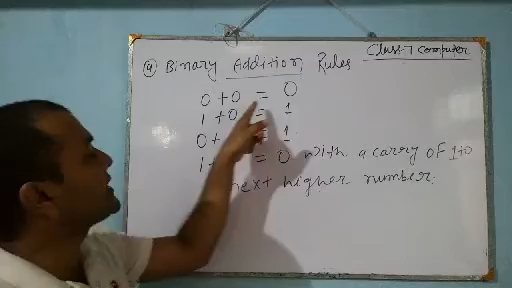 Class-7 Computer
(4) Binary Addition Rules
0 + 0 = 0
1 + 0 = 1
0 + = 1
1 + = 0 with a carry of 1 to
next higher number.